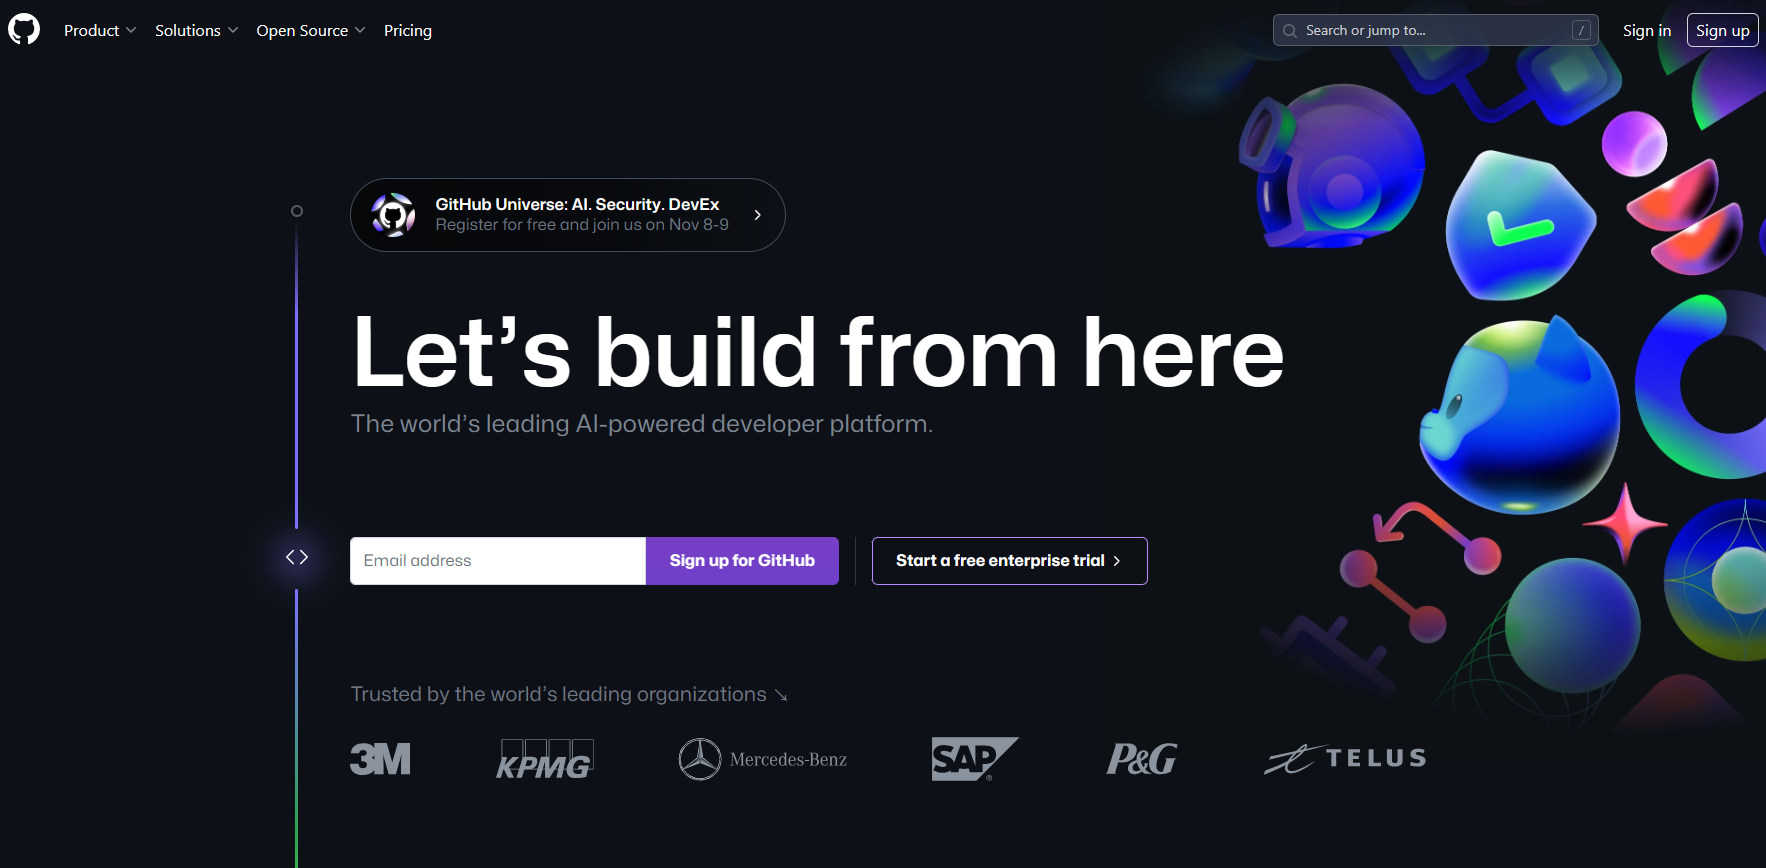 Product
Solutions
Open Source
Pricing
Search or jump to...
/
Sign in
Sign up
GitHub Universe: AI. Security. DevEx
Register for free and join us on Nov 8-9
Let’s build from here
The world’s leading AI-powered developer platform.
Email address
Sign up for GitHub
Start a free enterprise trial
Trusted by the world’s leading organizations
3M
KPMG
Mercedes-Benz
SAP®
P&G
TELUS